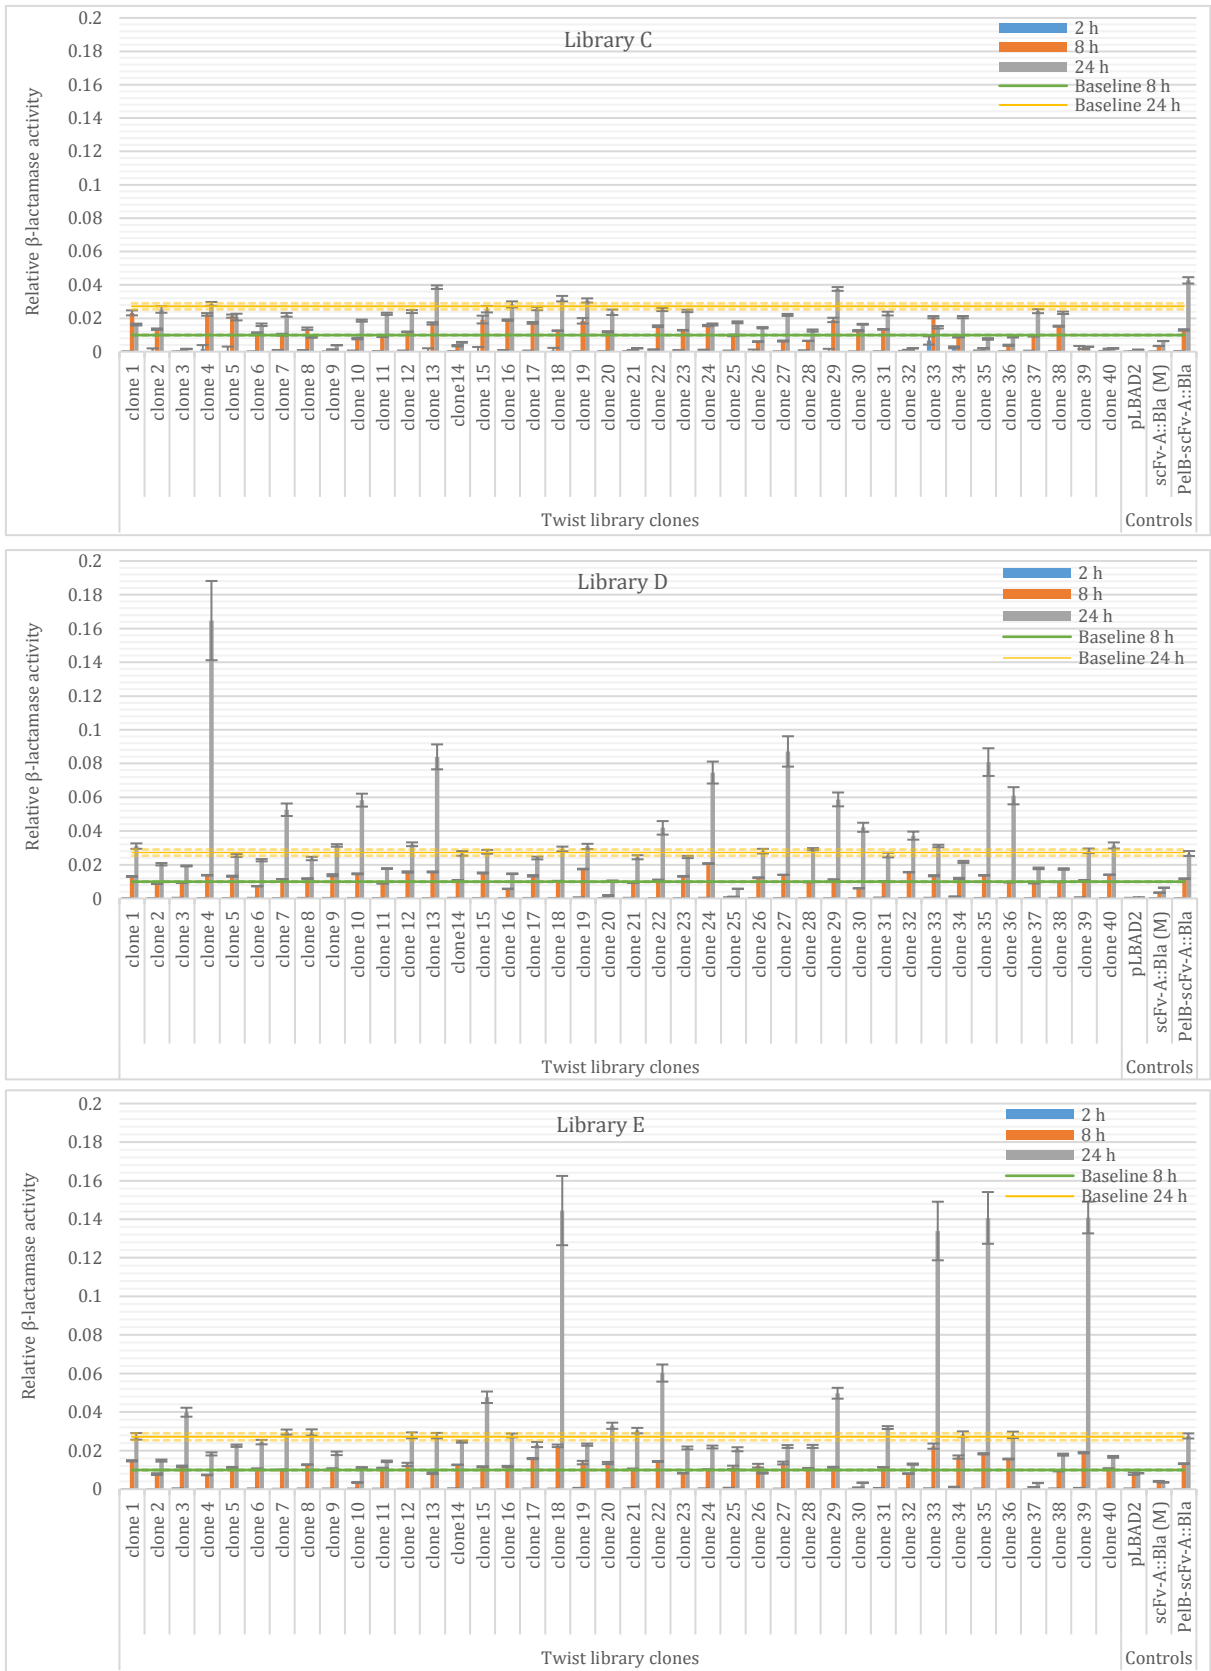 Library C
2 h
8 h
24 h
Baseline 8 h
Baseline 24 h
Relative β-lactamase activity
0.2
0.18
0.16
0.14
0.12
0.1
0.08
0.06
0.04
0.02
0
clone 1
clone 2
clone 3
clone 4
clone 5
clone 6
clone 7
clone 8
clone 9
clone 10
clone 11
clone 12
clone 13
clone14
clone 15
clone 16
clone 17
clone 18
clone 19
clone 20
clone 21
clone 22
clone 23
clone 24
clone 25
clone 26
clone 27
clone 28
clone 29
clone 30
clone 31
clone 32
clone 33
clone 34
clone 35
clone 36
clone 37
clone 38
clone 39
clone 40
pLBAD2
scFv-A::Bla (M)
PelB-scFv-A::Bla
Twist library clones
Controls
Library D
2 h
8 h
24 h
Baseline 8 h
Baseline 24 h
Relative β-lactamase activity
0.2
0.18
0.16
0.14
0.12
0.1
0.08
0.06
0.04
0.02
0
clone 1
clone 2
clone 3
clone 4
clone 5
clone 6
clone 7
clone 8
clone 9
clone 10
clone 11
clone 12
clone 13
clone14
clone 15
clone 16
clone 17
clone 18
clone 19
clone 20
clone 21
clone 22
clone 23
clone 24
clone 25
clone 26
clone 27
clone 28
clone 29
clone 30
clone 31
clone 32
clone 33
clone 34
clone 35
clone 36
clone 37
clone 38
clone 39
clone 40
pLBAD2
scFv-A::Bla (M)
PelB-scFv-A::Bla
Twist library clones
Controls
Library E
2 h
8 h
24 h
Baseline 8 h
Baseline 24 h
Relative β-lactamase activity
0.2
0.18
0.16
0.14
0.12
0.1
0.08
0.06
0.04
0.02
0
clone 1
clone 2
clone 3
clone 4
clone 5
clone 6
clone 7
clone 8
clone 9
clone 10
clone 11
clone 12
clone 13
clone14
clone 15
clone 16
clone 17
clone 18
clone 19
clone 20
clone 21
clone 22
clone 23
clone 24
clone 25
clone 26
clone 27
clone 28
clone 29
clone 30
clone 31
clone 32
clone 33
clone 34
clone 35
clone 36
clone 37
clone 38
clone 39
clone 40
pLBAD2
scFv-A::Bla (M)
PelB-scFv-A::Bla
Twist library clones
Controls